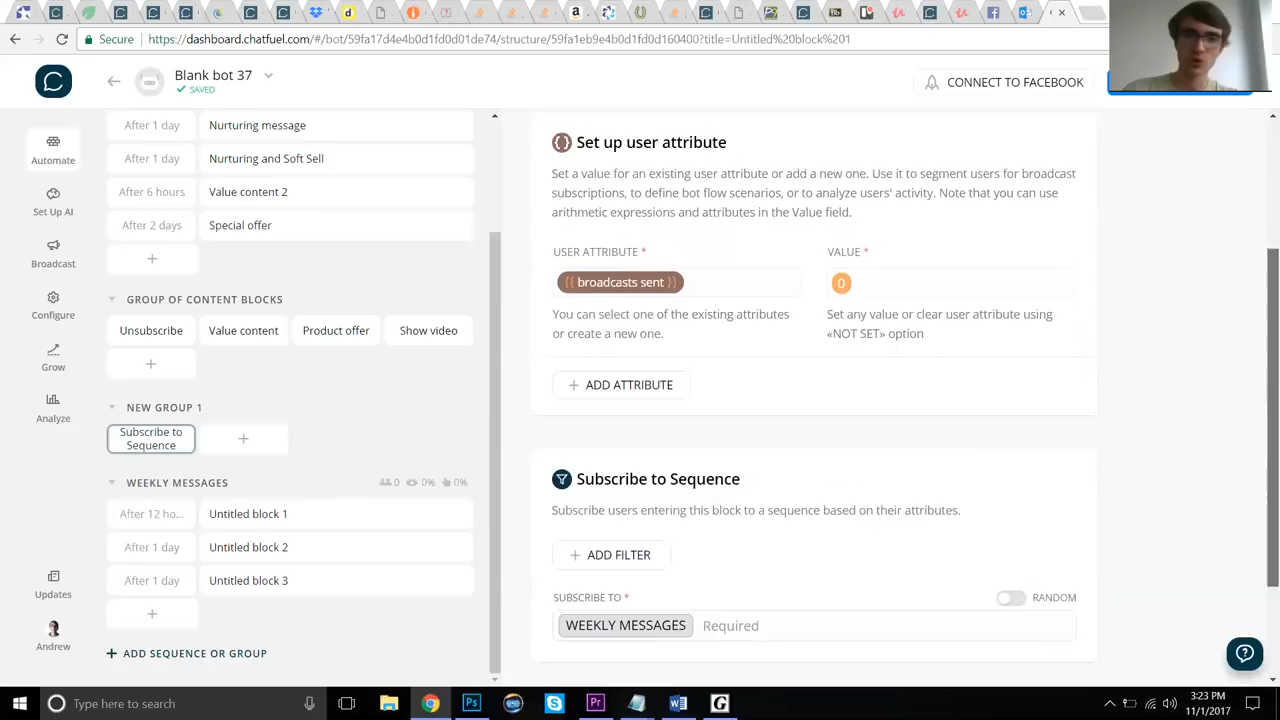 Secure
https://dashboard.chatfuel.com/#/bot/59fa17d4e4b0d1fd0d01de74/structure/59fa1eb9e4b0d1fd0d160400?title=Untitled%20block%201
Blank bot 37
SAVED
CONNECT TO FACEBOOK
Automate
Set Up AI
Broadcast
Configure
Grow
Analyze
Updates
Andrew
After 1 day Nurturing message
After 1 day Nurturing and Soft Sell
After 6 hours Value content 2
After 2 days Special offer
GROUP OF CONTENT BLOCKS
Unsubscribe Value content Product offer Show video
NEW GROUP 1
Subscribe to
Sequence
WEEKLY MESSAGES 0 0% 0%
After 12 ho... Untitled block 1
After 1 day Untitled block 2
After 1 day Untitled block 3
+ ADD SEQUENCE OR GROUP
Set up user attribute
Set a value for an existing user attribute or add a new one. Use it to segment users for broadcast
subscriptions, to define bot flow scenarios, or to analyze users' activity. Note that you can use
arithmetic expressions and attributes in the Value field.
USER ATTRIBUTE * VALUE *
{{ broadcasts sent }} 0
You can select one of the existing attributes Set any value or clear user attribute using
or create a new one. «NOT SET» option
+ ADD ATTRIBUTE
Subscribe to Sequence
Subscribe users entering this block to a sequence based on their attributes.
+ ADD FILTER
SUBSCRIBE TO * RANDOM
WEEKLY MESSAGES Required
Type here to search
Ps
Pr
G
3:23 PM
11/1/2017